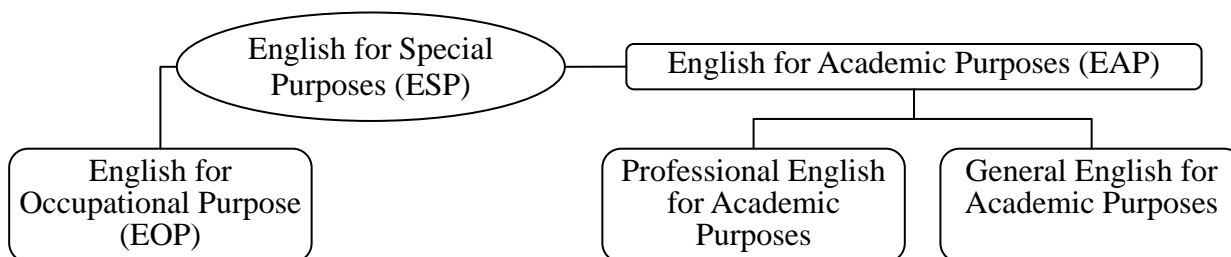 English for Special
Purposes (ESP)
English for Academic Purposes (EAP)
English for
Occupational Purpose
(EOP)
Professional English
for Academic
Purposes
General English for
Academic Purposes